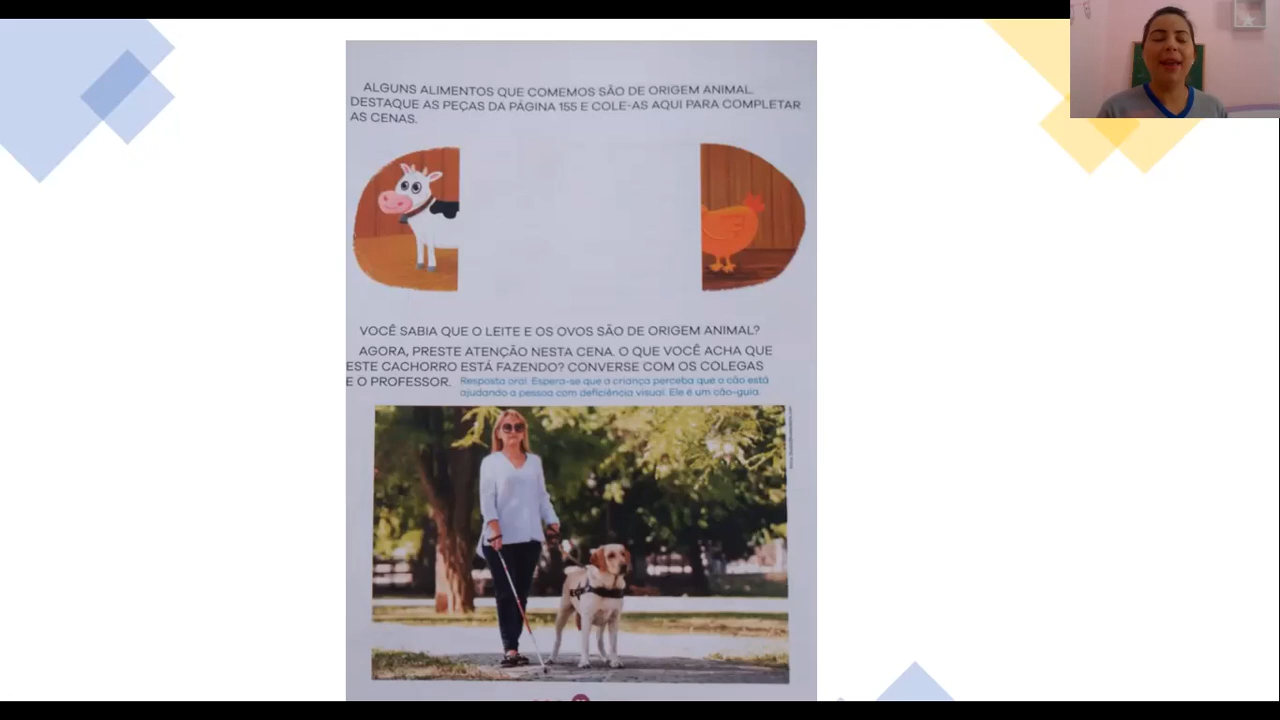 ALGUNS ALIMENTOS QUE COMEMOS SÃO DE ORIGEM ANIMAL.
DESTAQUE AS PEÇAS DA PÁGINA 155 E COLE-AS AQUI PARA COMPLETAR
AS CENAS.
VOCÊ SABIA QUE O LEITE E OS OVOS SÃO DE ORIGEM ANIMAL?
AGORA, PRESTE ATENÇÃO NESTA CENA. O QUE VOCÊ ACHA QUE
ESTE CACHORRO ESTÁ FAZENDO? CONVERSE COM OS COLEGAS
E O PROFESSOR. Resposta oral. Espera-se que a criança perceba que o cão está
ajudando a pessoa com deficiência visual. Ele é um cão-guia.